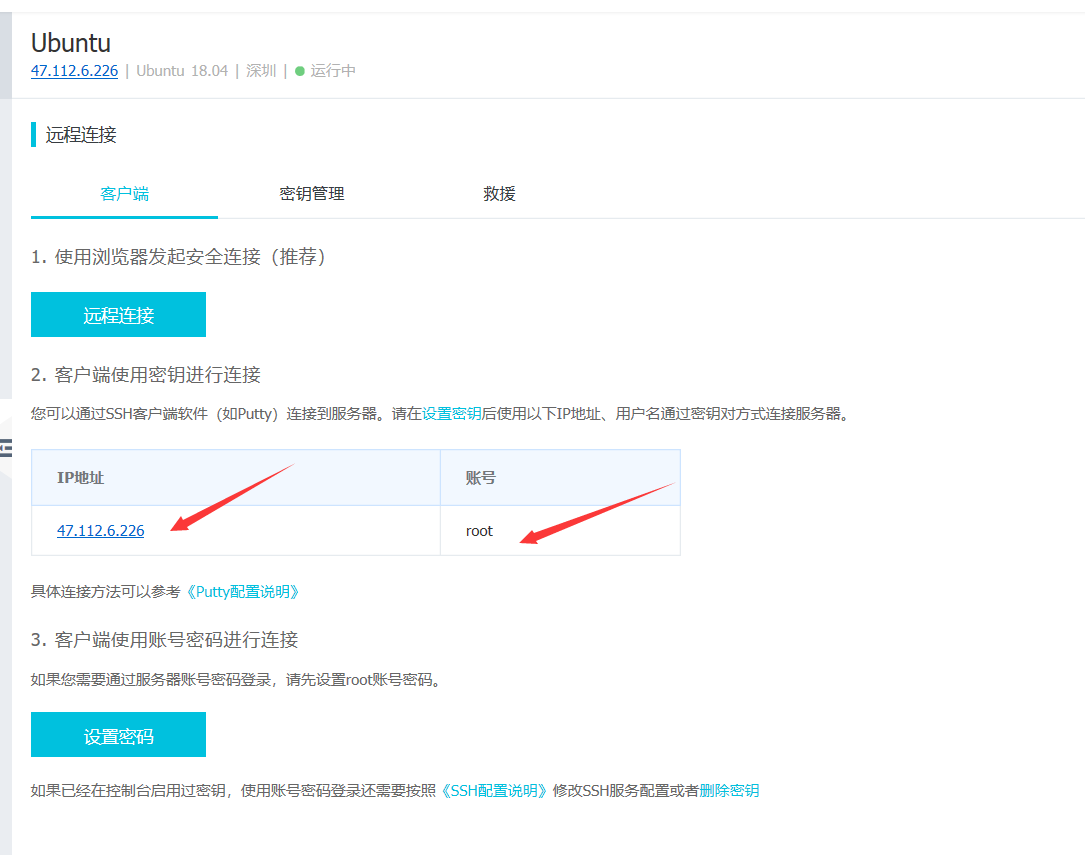 Ubuntu
47.112.6.226 | Ubuntu 18.04 | 深圳 | 运行中
远程连接
客户端 密钥管理 救援
1. 使用浏览器发起安全连接（推荐）
远程连接
2. 客户端使用密钥进行连接
您可以通过SSH客户端软件（如Putty）连接到服务器。请在设置密钥后使用以下IP地址、用户名通过密钥对方式连接服务器。
IP地址 账号
47.112.6.226 root
具体连接方法可以参考《Putty配置说明》
3. 客户端使用账号密码进行连接
如果您需要通过服务器账号密码登录，请先设置root账号密码。
设置密码
如果已经在控制台启用过密钥，使用账号密码登录还需要按照《SSH配置说明》修改SSH服务配置或者删除密钥